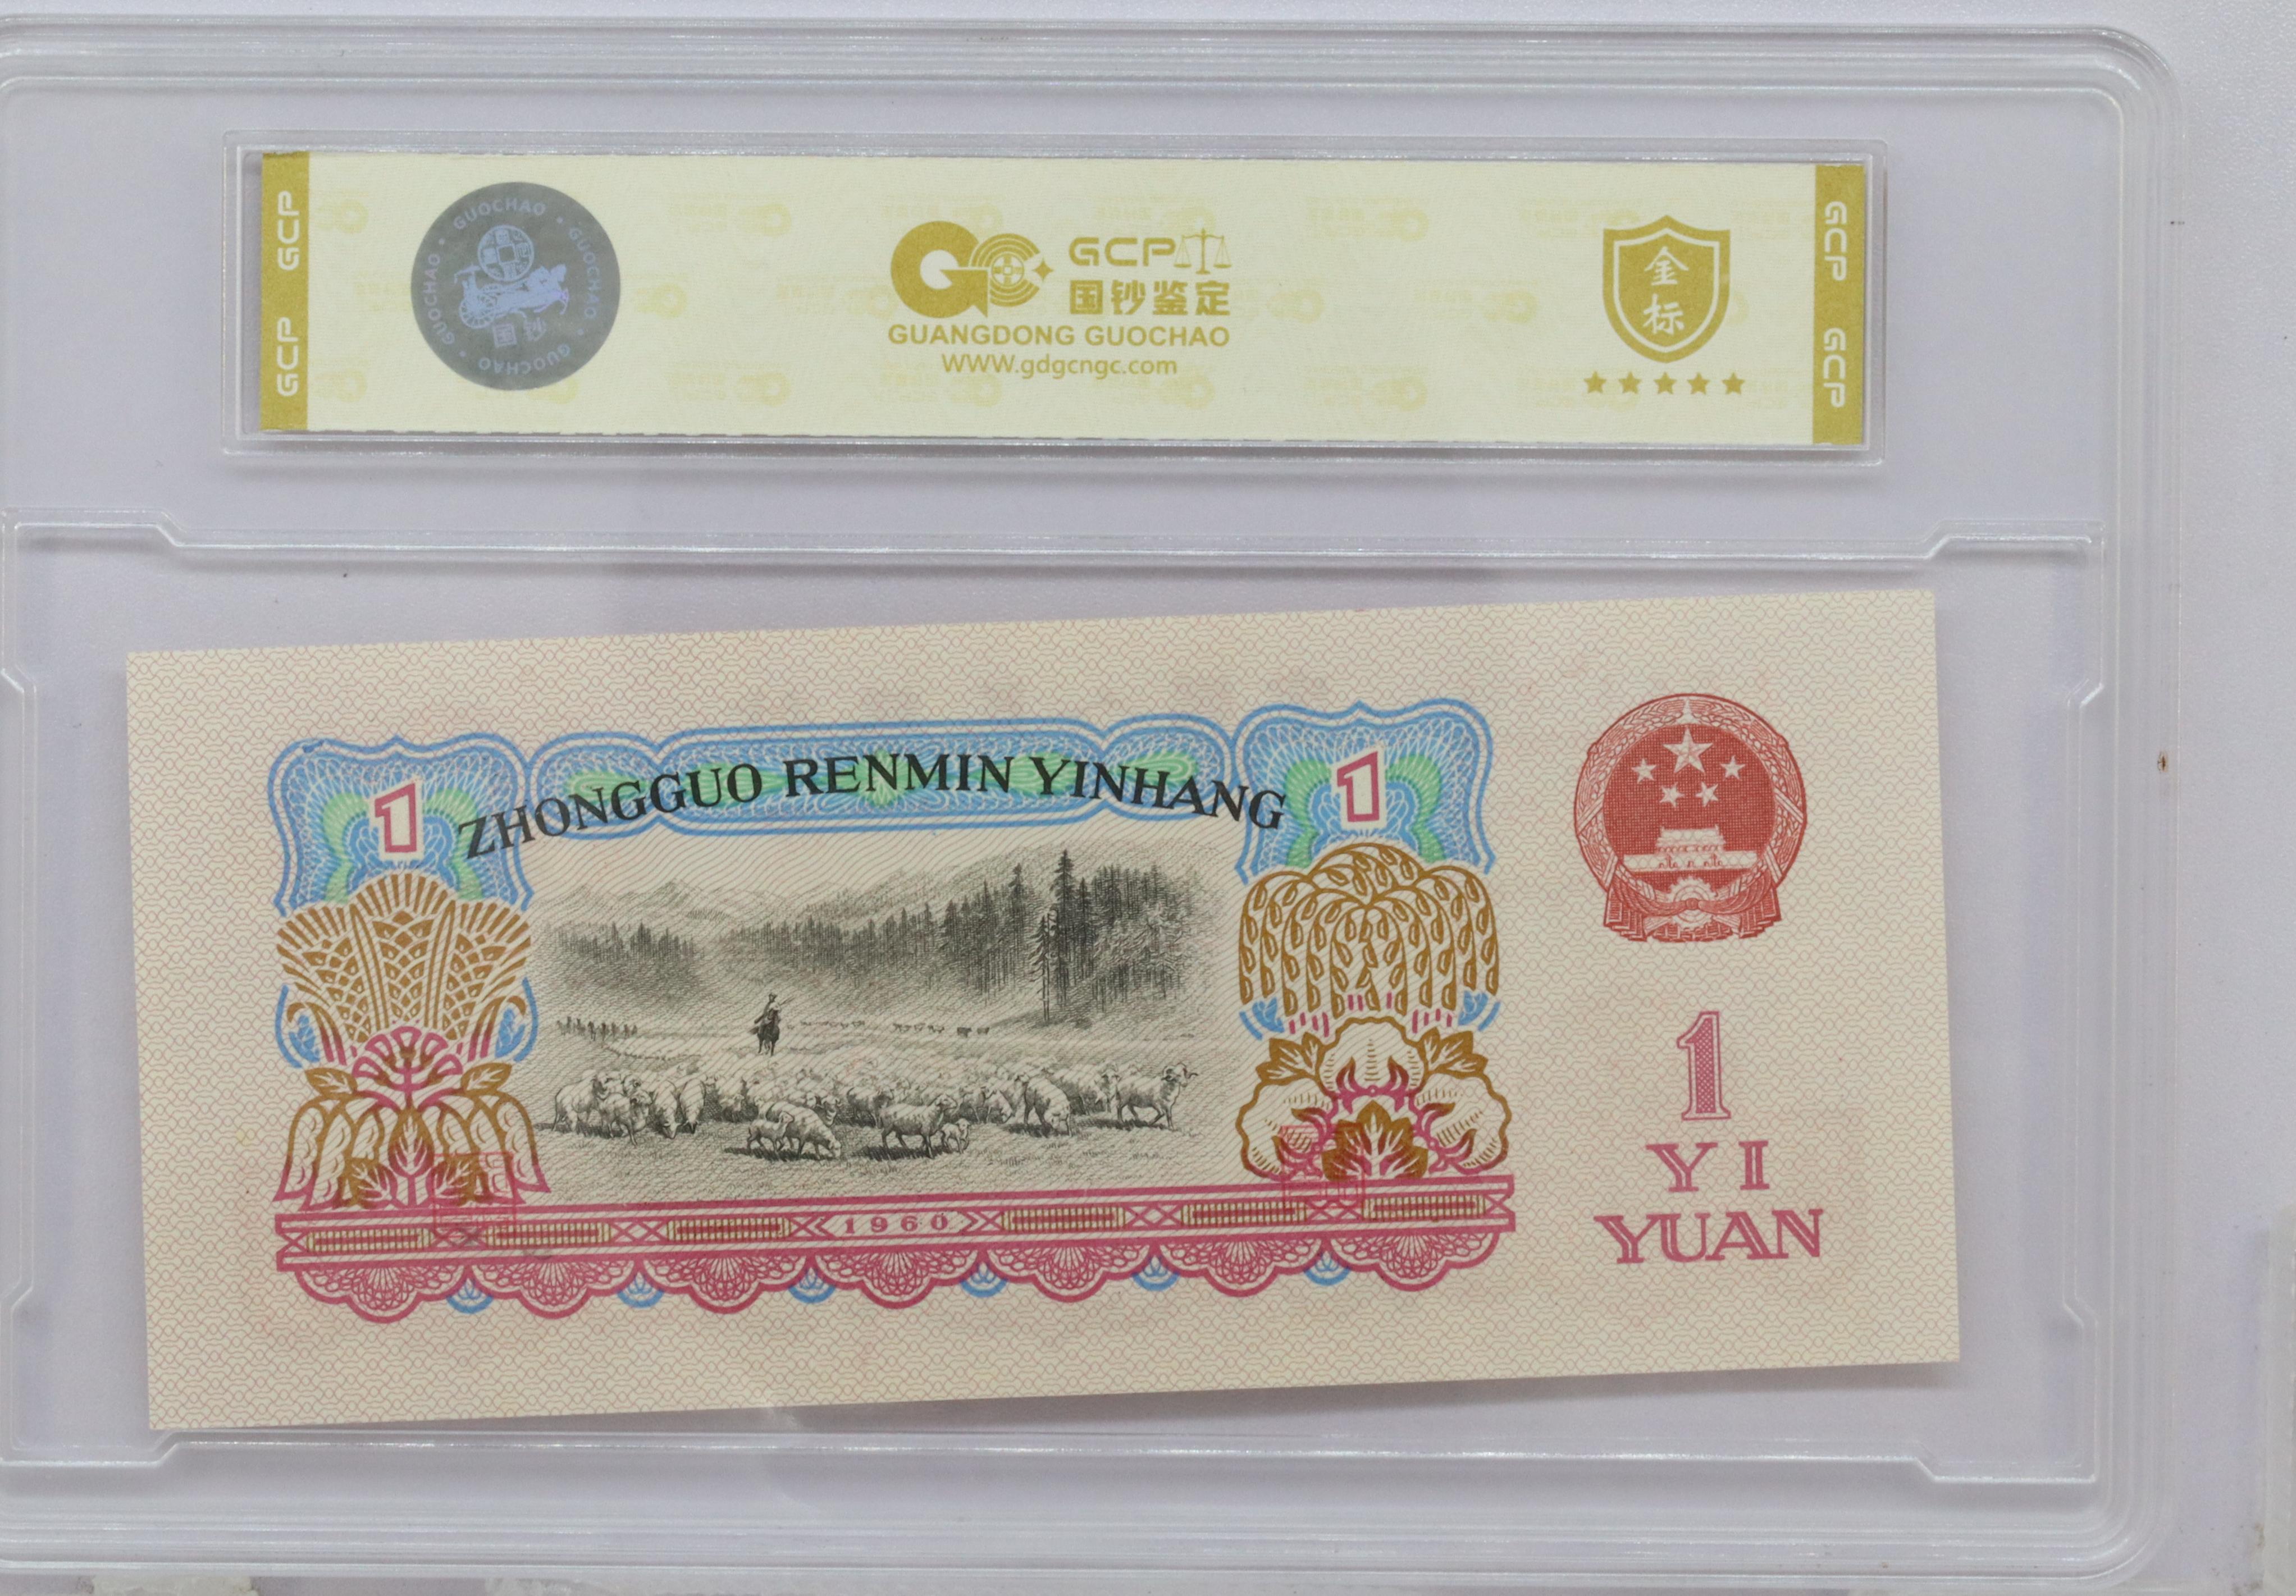 GCP GCP
GUOCHAO • GUOCHAO • GUOCHAO • GUOCHAO •
国钞
GCP
国钞鉴定
GUANGDONG GUOCHAO
WWW.gdgcngc.com
金标
GCP GCP
ZHONGGUO RENMIN YINHANG
1
1
1
YI
YUAN
1960